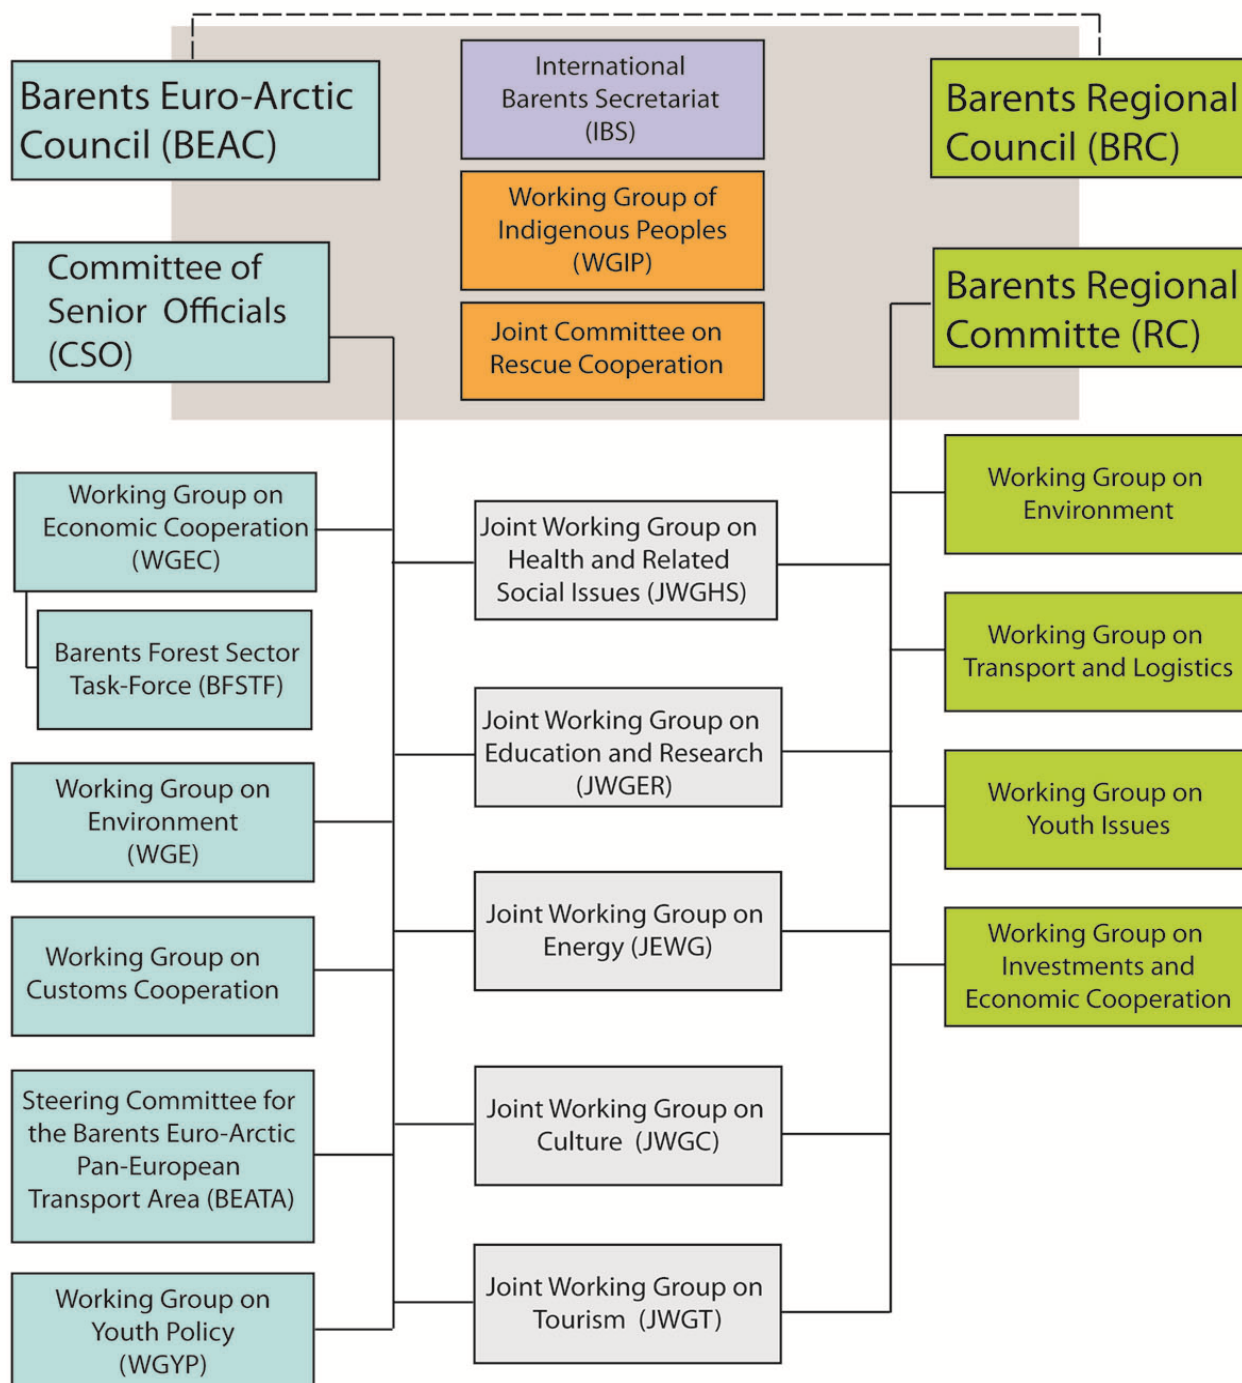 Barents Euro-Arctic
Council (BEAC)
International
Barents Secretariat
(IBS)
Barents Regional
Council (BRC)
Working Group of
Indigenous Peoples
(WGIP)
Committee of
Senior Officials
(CSO)
Joint Committee on
Rescue Cooperation
Barents Regional
Committe (RC)
Working Group on
Economic Cooperation
(WGEC)
Barents Forest Sector
Task-Force (BFSTF)
Working Group on
Environment
(WGE)
Working Group on
Customs Cooperation
Steering Committee for
the Barents Euro-Arctic
Pan-European
Transport Area (BEATA)
Working Group on
Youth Policy
(WGYP)
Joint Working Group on
Health and Related
Social Issues (JWGHS)
Joint Working Group on
Education and Research
(JWGER)
Joint Working Group on
Energy (JEWG)
Joint Working Group on
Culture (JWGC)
Joint Working Group on
Tourism (JWGT)
Working Group on
Environment
Working Group on
Transport and Logistics
Working Group on
Youth Issues
Working Group on
Investments and
Economic Cooperation